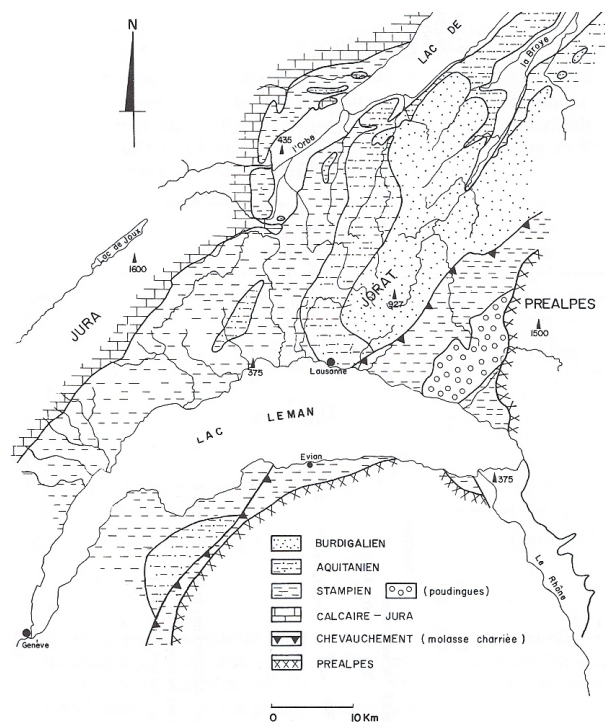 N
LAC DE
la Broye
l'Orbe
435
Lac de Joux
1600
JURA
JORAT
927
PREALPES
1500
375
Lausanne
LAC LEMAN
Evian
375
Le Rhône
Genève
BURDIGALIEN
AQUITANIEN
STAMPIEN (poudingues)
CALCAIRE - JURA
CHEVAUCHEMENT (molasse charriée)
PREALPES
0 10 Km